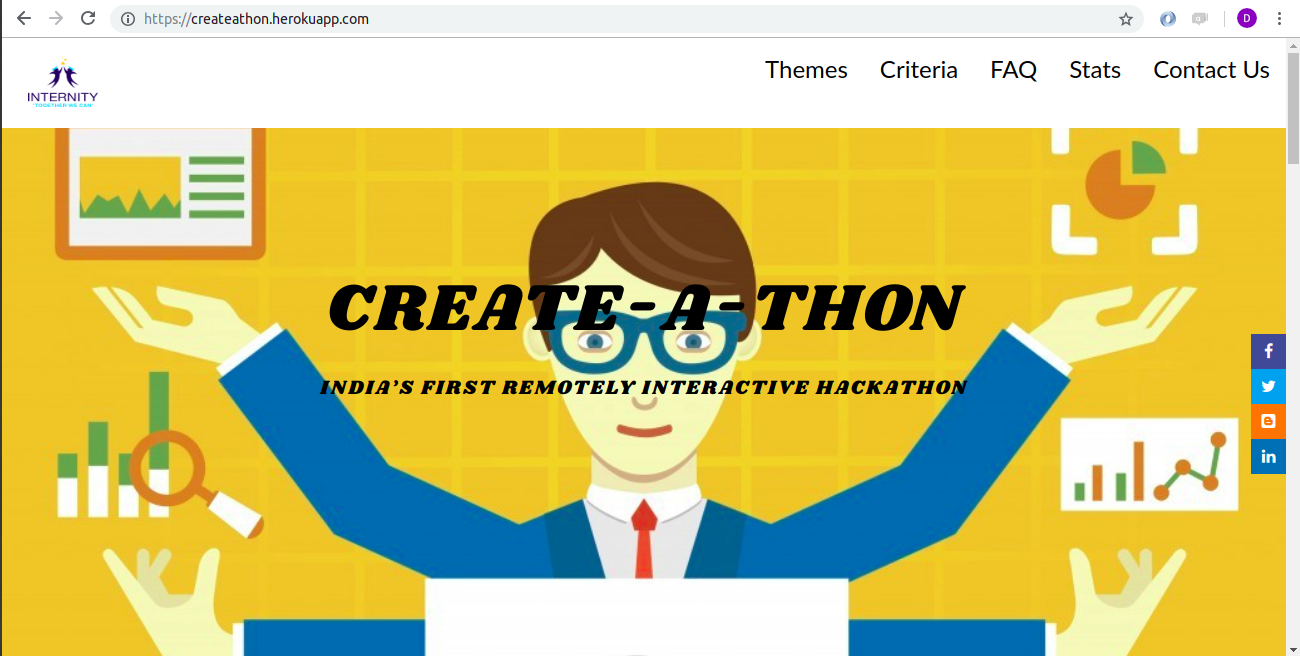 https://createathon.herokuapp.com
D
INTERNITY
"TOGETHER WE CAN"
Themes
Criteria
FAQ
Stats
Contact Us
CREATE-A-THON
INDIA'S FIRST REMOTELY INTERACTIVE HACKATHON